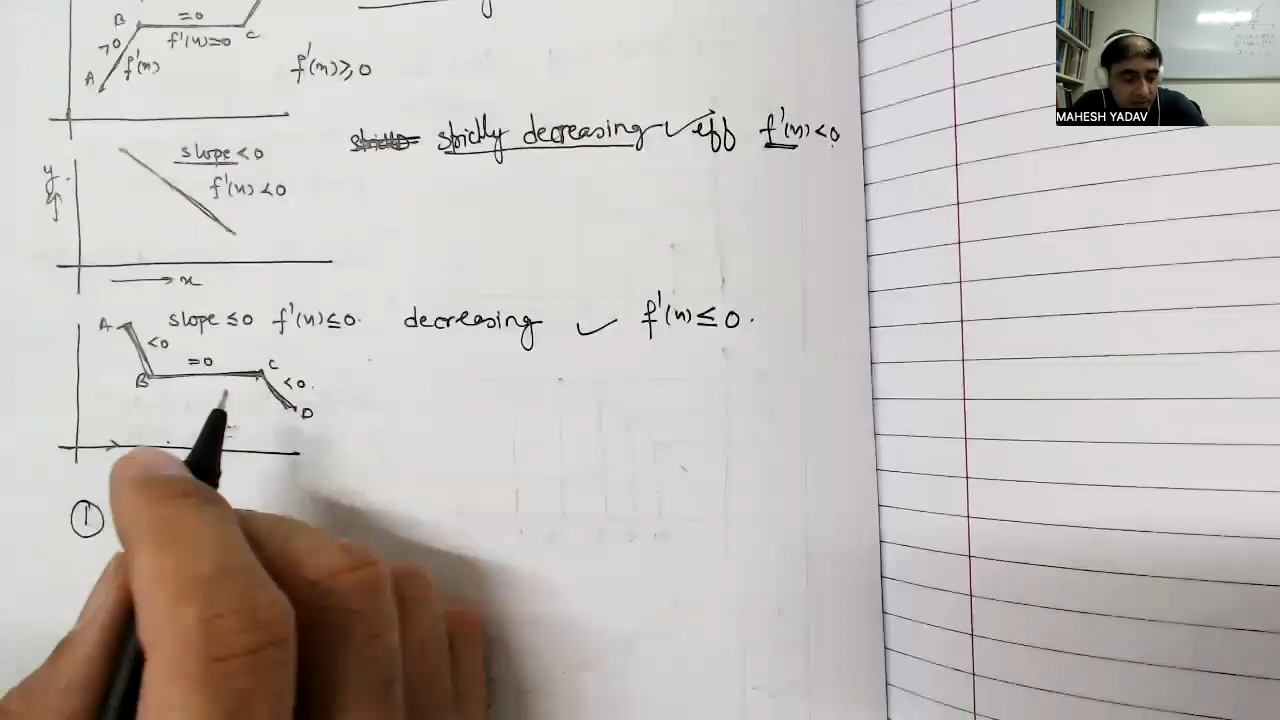 B =0
f'(x)=0 C
>0 f'(x)
A
f'(x) ≥ 0
strictly decreasing ✓ iff f'(x) < 0
slope < 0
y
f'(x) < 0
x
A slope ≤ 0 f'(x) ≤ 0. decreasing ✓ f'(x) ≤ 0.
<0
=0 C
B <0.
D
1
MAHESH YADAV